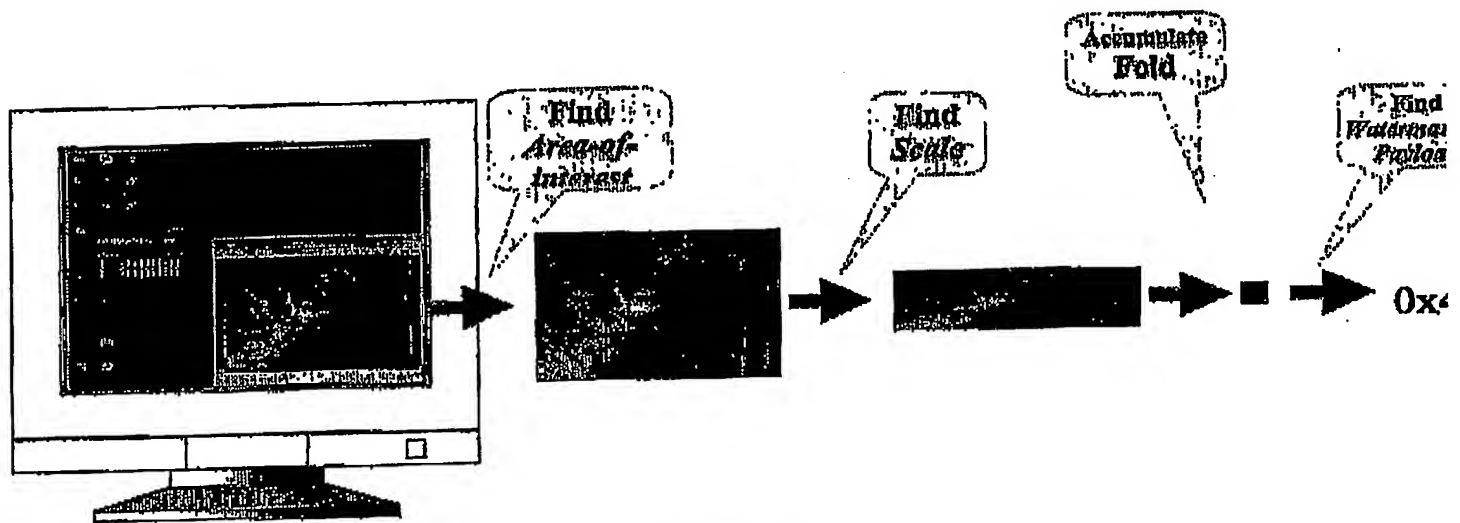 Find
Area-of-
Interest
Find
Scale
Accumulate
Fold
Find
Watermar
Payloa
0x4